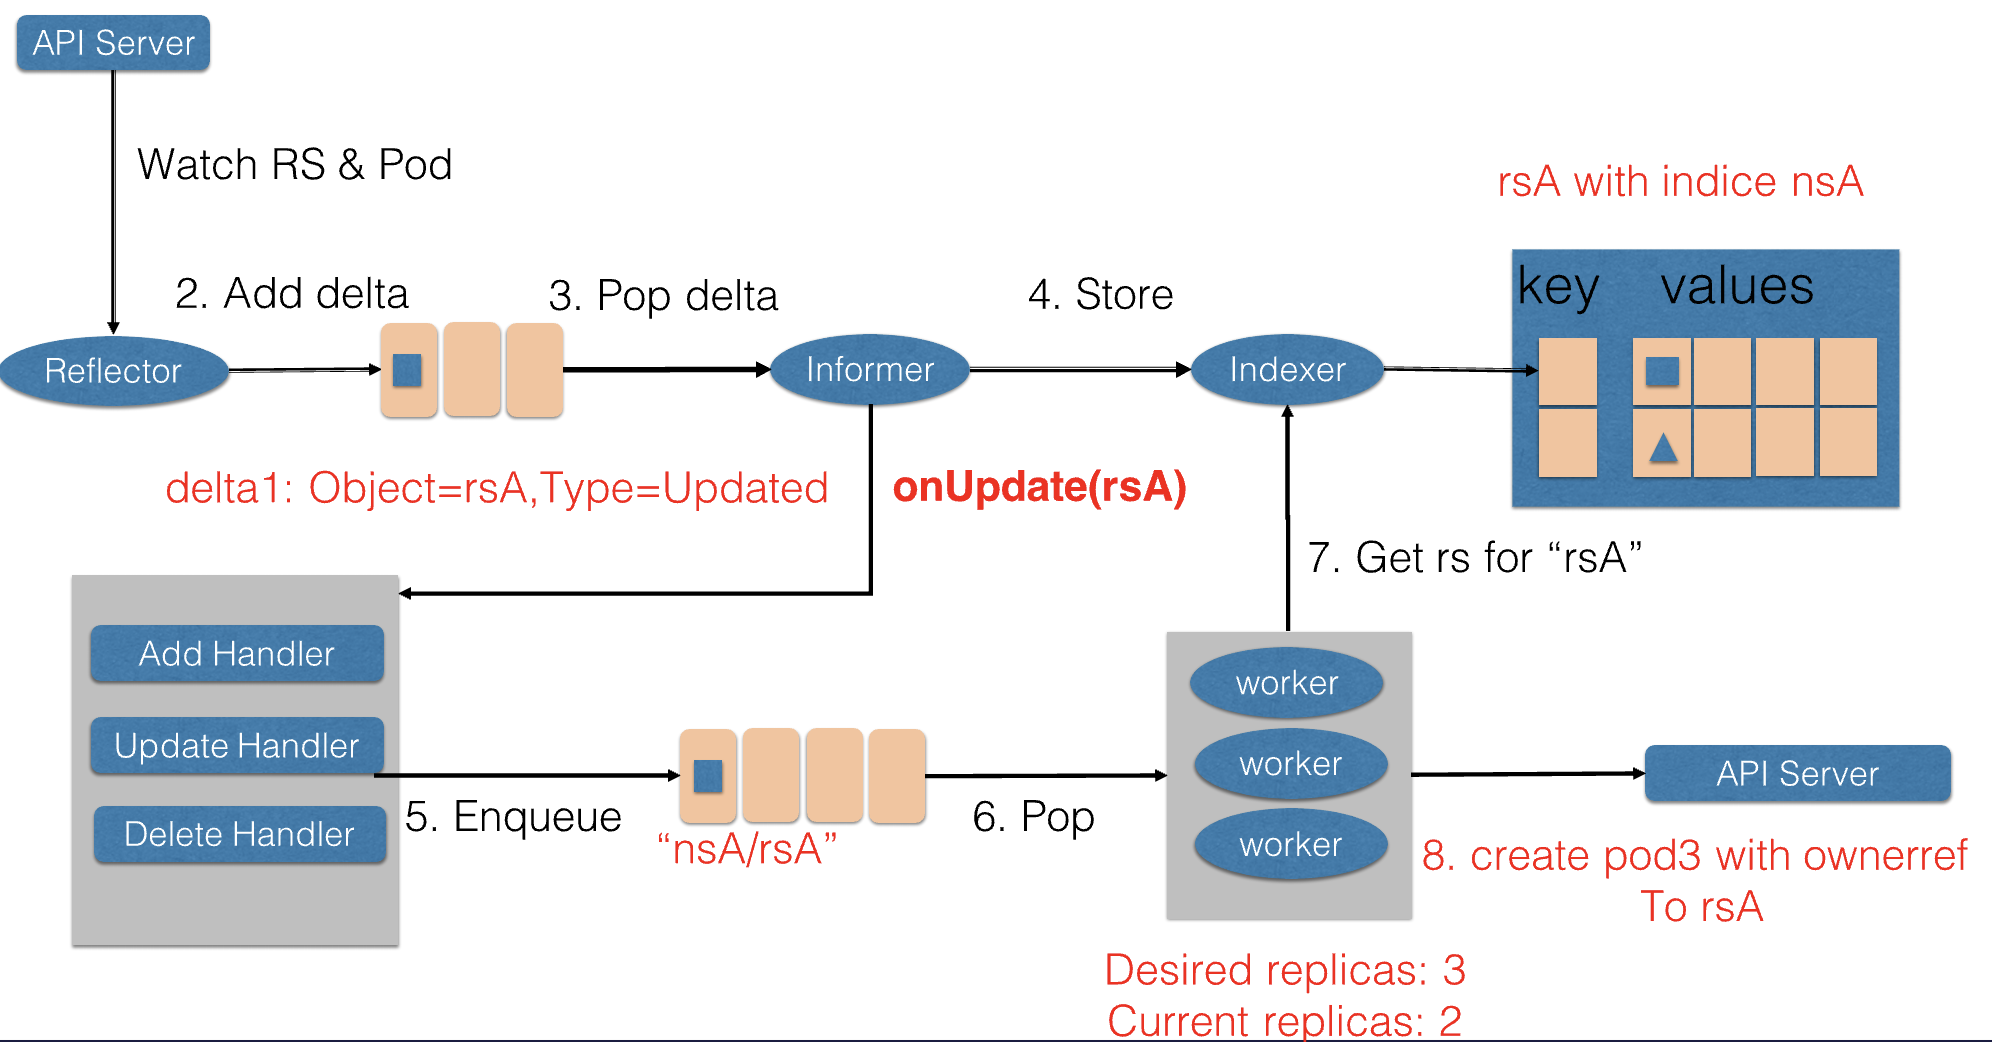 API Server
Watch RS & Pod
rsA with indice nsA
2. Add delta
3. Pop delta
4. Store
key values
Reflector
Informer
Indexer
delta1: Object=rsA,Type=Updated
onUpdate(rsA)
7. Get rs for “rsA”
Add Handler
Update Handler
Delete Handler
5. Enqueue
“nsA/rsA”
6. Pop
worker
worker
worker
API Server
8. create pod3 with ownerref
To rsA
Desired replicas: 3
Current replicas: 2